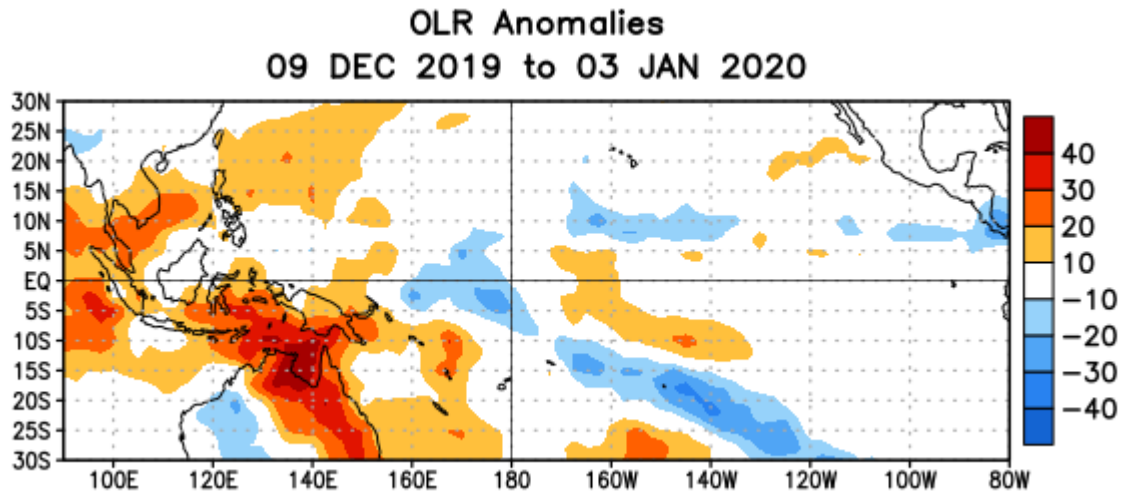 OLR Anomalies
09 DEC 2019 to 03 JAN 2020
30N
25N
20N
15N
10N
5N
EQ
5S
10S
15S
20S
25S
30S
100E 120E 140E 160E 180 160W 140W 120W 100W 80W
40
30
20
10
-10
-20
-30
-40